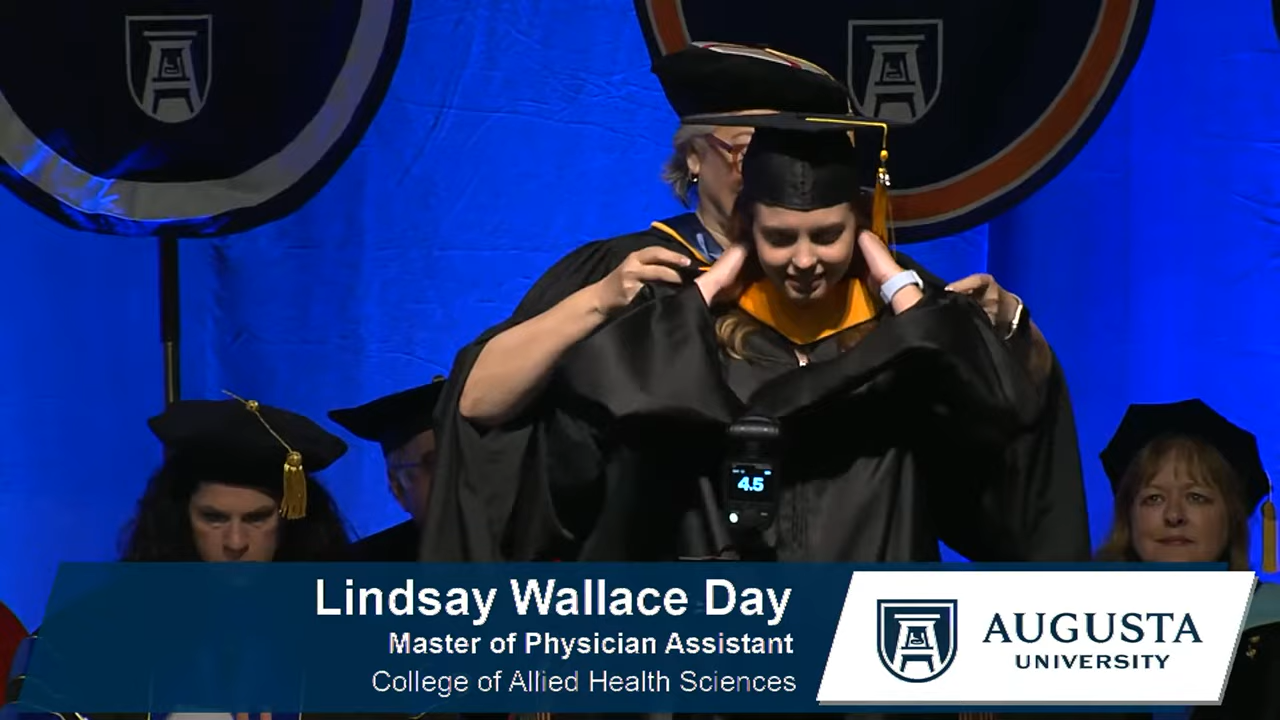 4.5
Lindsay Wallace Day
Master of Physician Assistant
College of Allied Health Sciences
AUGUSTA
UNIVERSITY